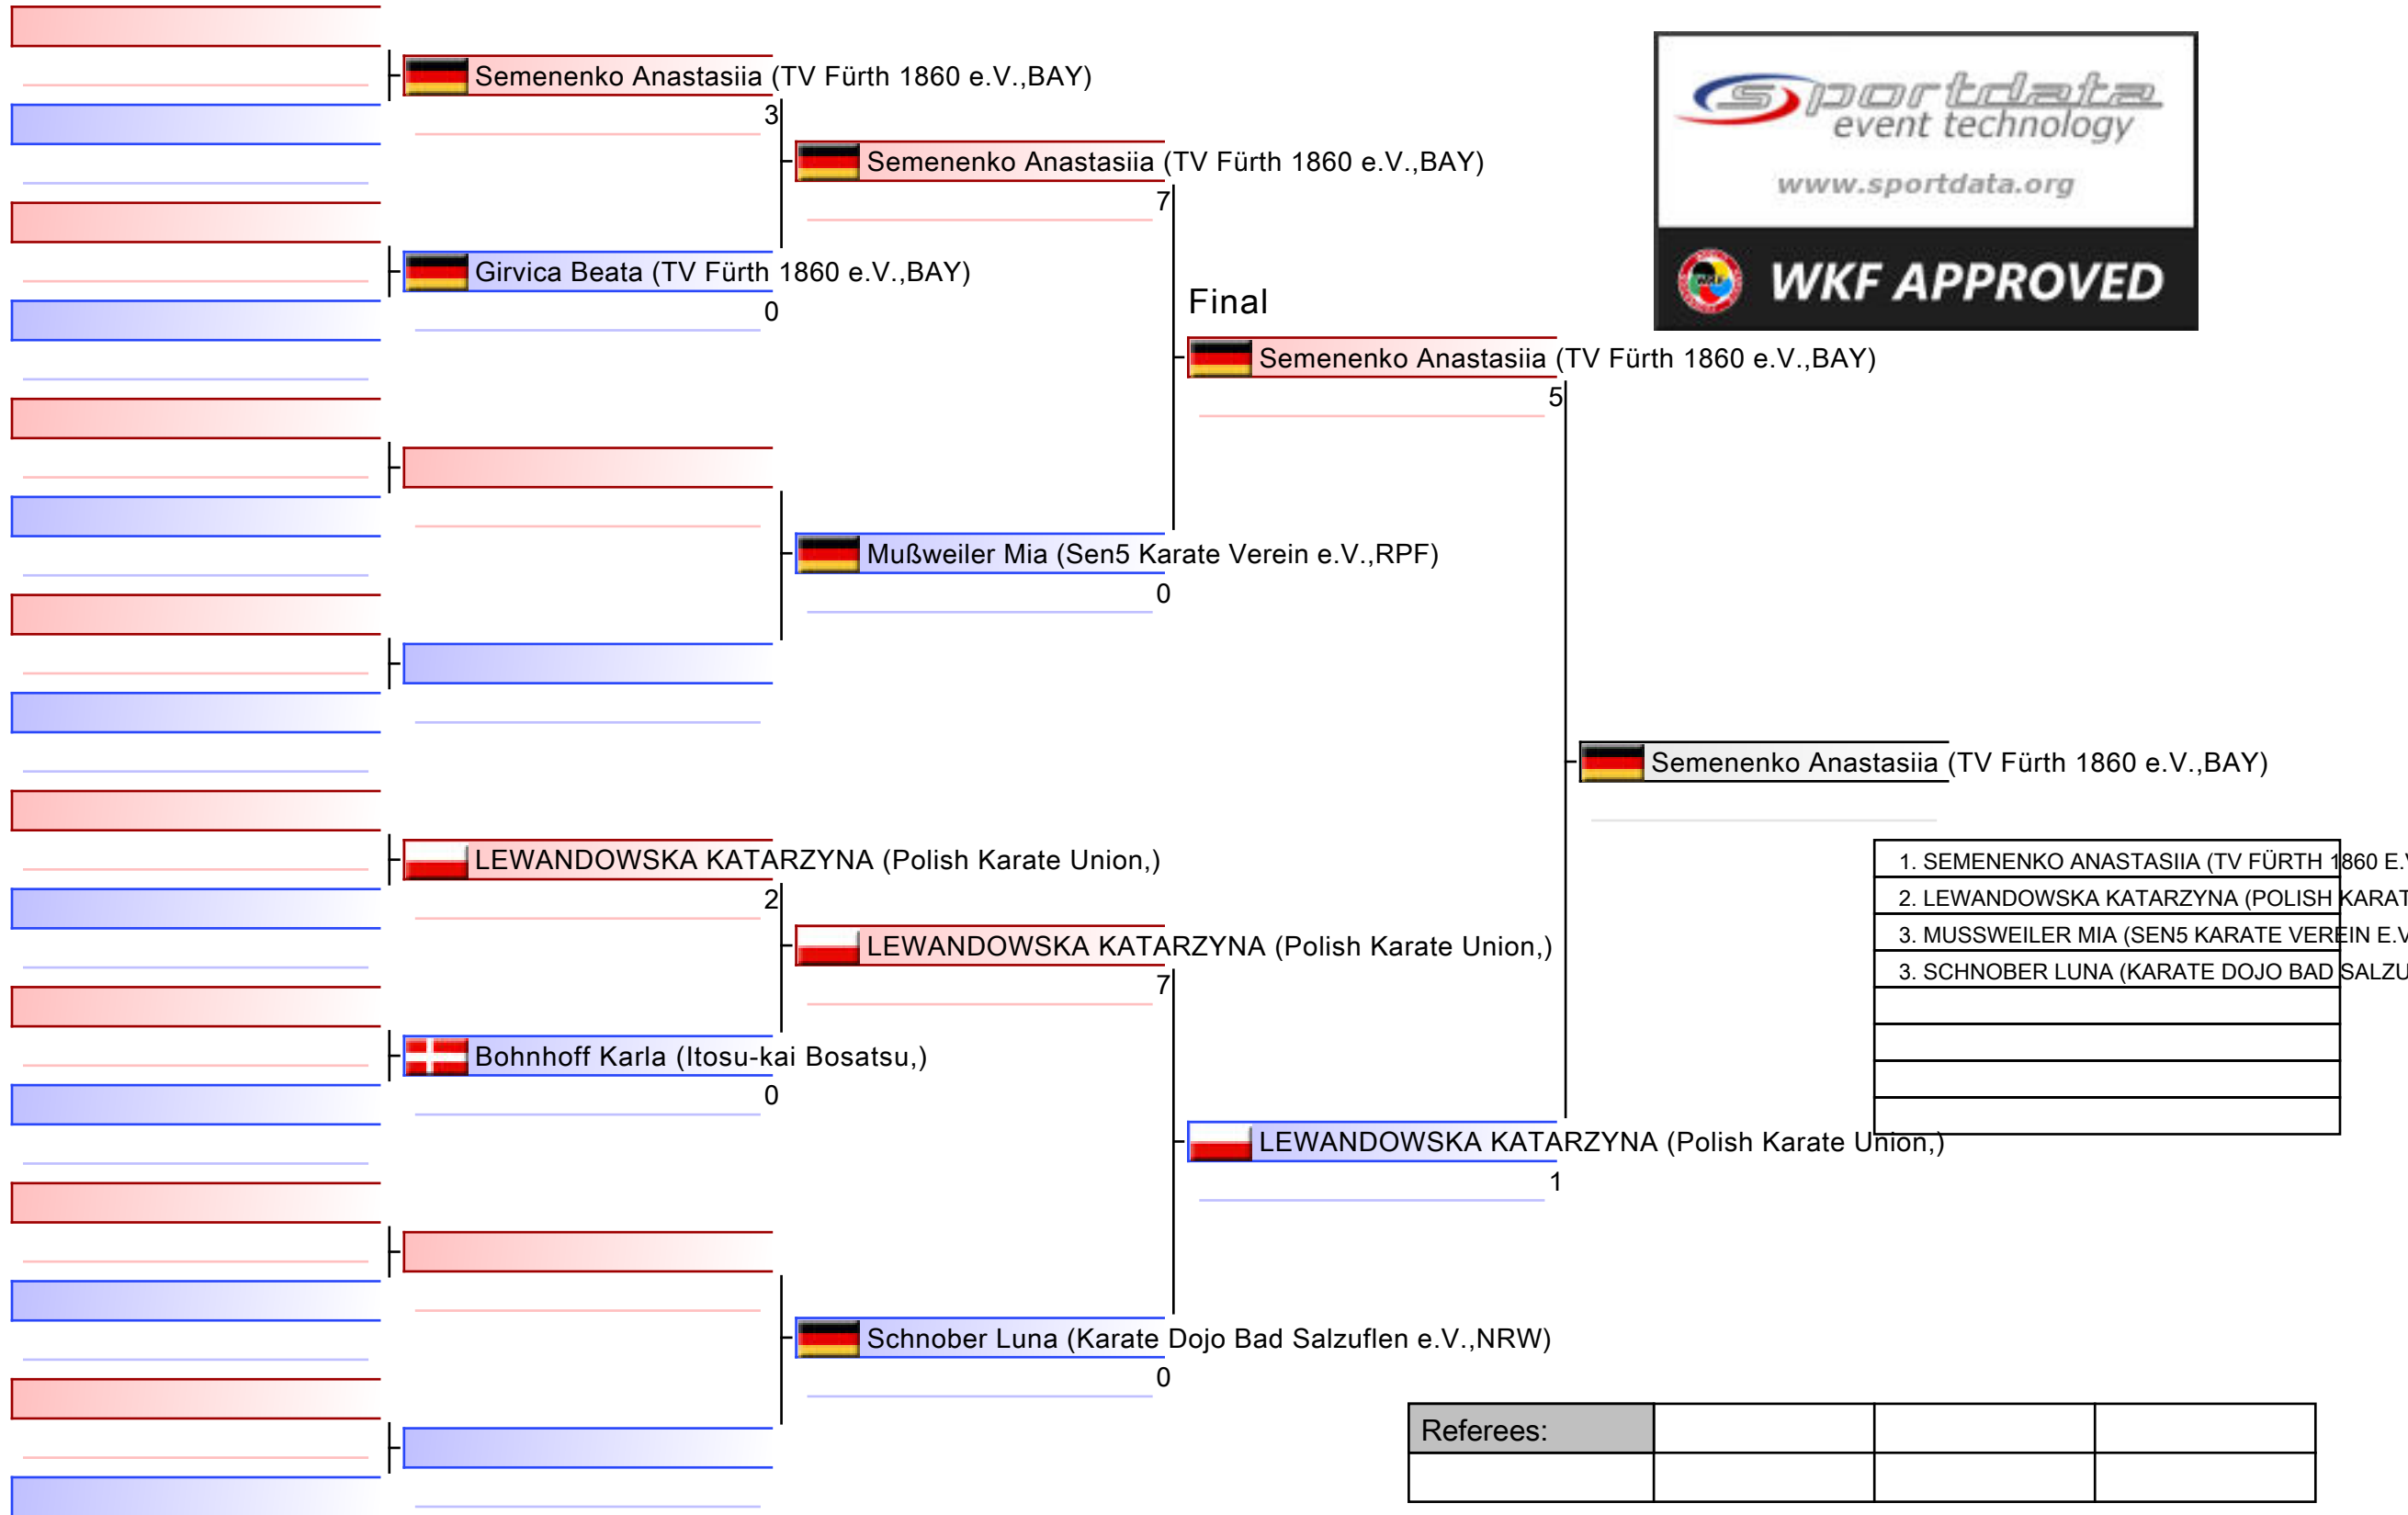 Semenenko Anastasiia (TV Fürth 1860 e.V.,BAY)
3
Girvica Beata (TV Fürth 1860 e.V.,BAY)
0
LEWANDOWSKA KATARZYNA (Polish Karate Union,)
2
Bohnhoff Karla (Itosu-kai Bosatsu,)
0
Semenenko Anastasiia (TV Fürth 1860 e.V.,BAY)
7
Mußweiler Mia (Sen5 Karate Verein e.V.,RPF)
0
LEWANDOWSKA KATARZYNA (Polish Karate Union,)
7
Schnober Luna (Karate Dojo Bad Salzuflen e.V.,NRW)
0
Final
Semenenko Anastasiia (TV Fürth 1860 e.V.,BAY)
5
LEWANDOWSKA KATARZYNA (Polish Karate Union,)
1
Semenenko Anastasiia (TV Fürth 1860 e.V.,BAY)
sportdata
event technology
www.sportdata.org
WKF
WKF APPROVED
1. SEMENENKO ANASTASIIA (TV FÜRTH 1860 E.V
2. LEWANDOWSKA KATARZYNA (POLISH KARAT
3. MUSSWEILER MIA (SEN5 KARATE VEREIN E.V
3. SCHNOBER LUNA (KARATE DOJO BAD SALZU
Referees: